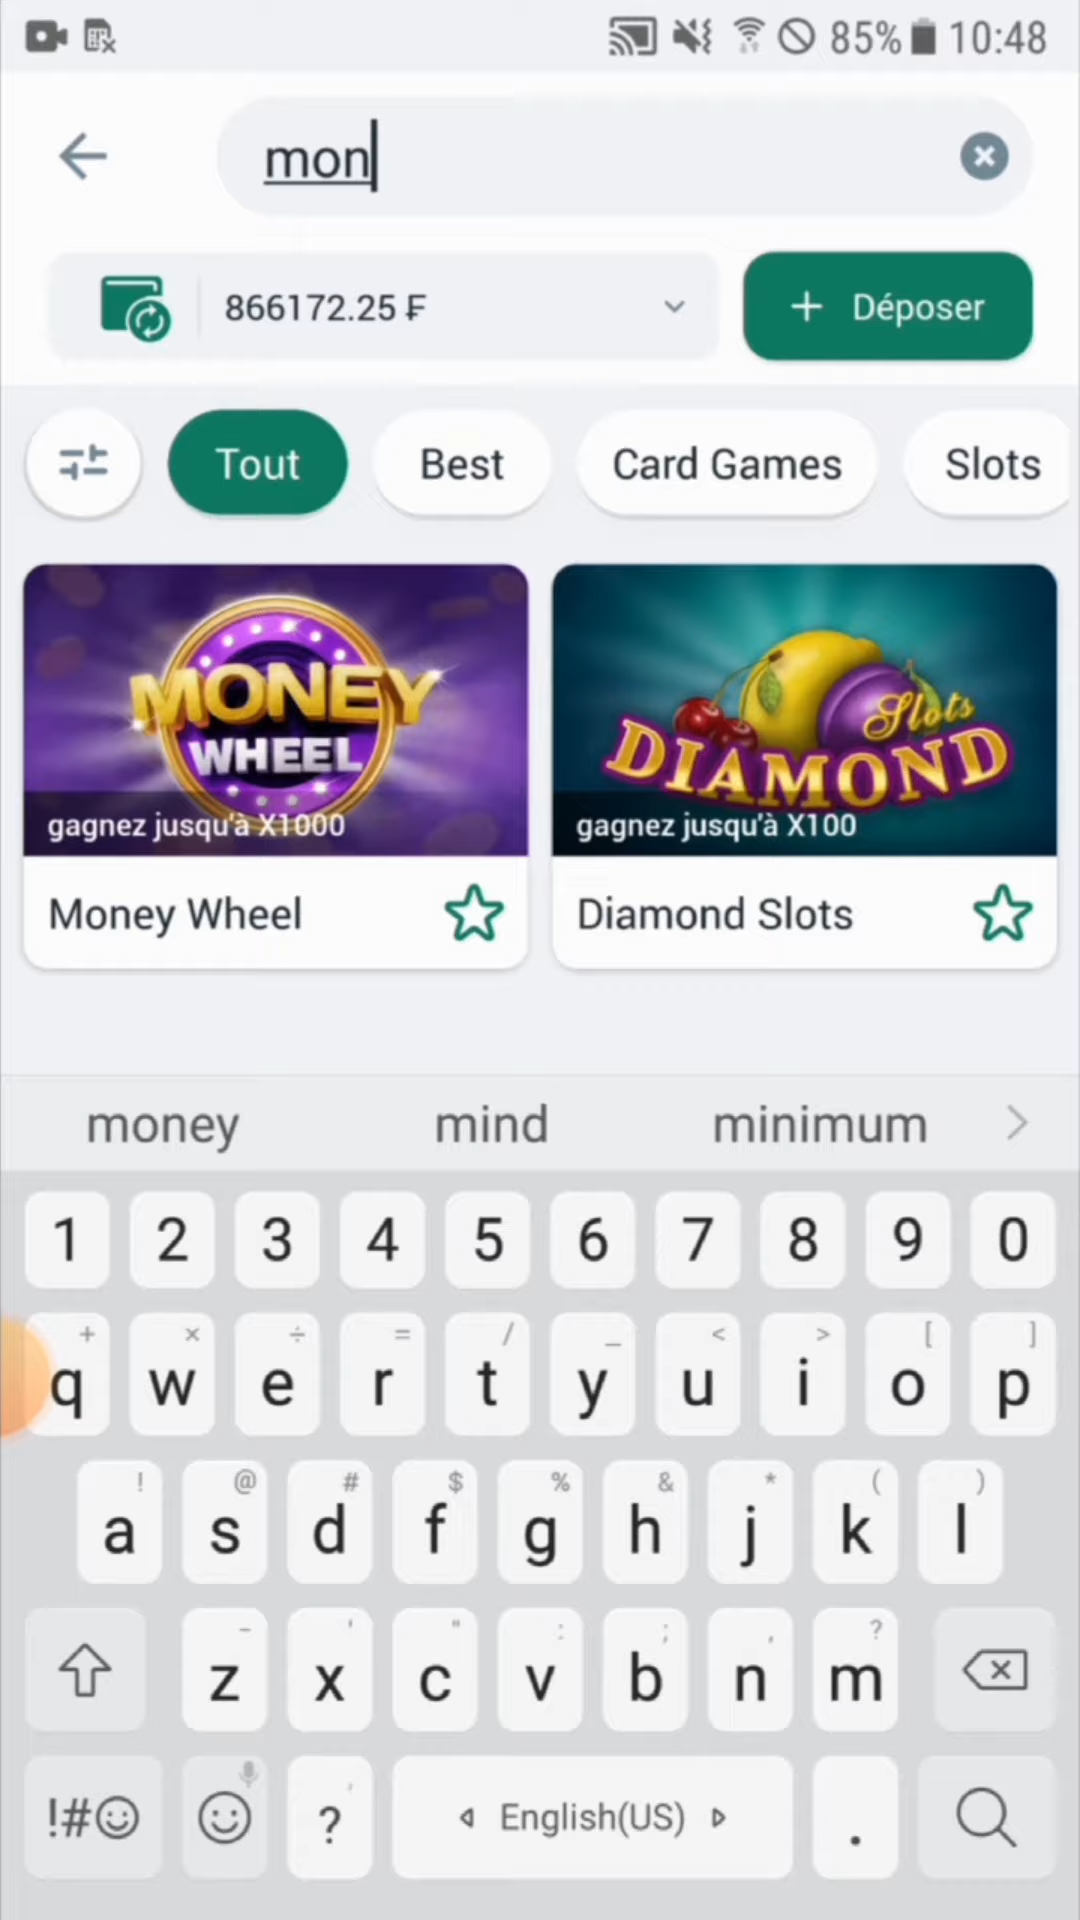 85% 10:48
mon
866172.25 ₣
+ Déposer
Tout Best Card Games Slots
MONEY WHEEL
gagnez jusqu'à X1000
Money Wheel
Slots
DIAMOND
gagnez jusqu'à X100
Diamond Slots
money mind minimum >
1 2 3 4 5 6 7 8 9 0
+ × ÷ = / _ < > [ ]
q w e r t y u i o p
! @ # $ % & * ( )
a s d f g h j k l
- ' " : ; , ?
z x c v b n m
!#☺ ? English(US) .